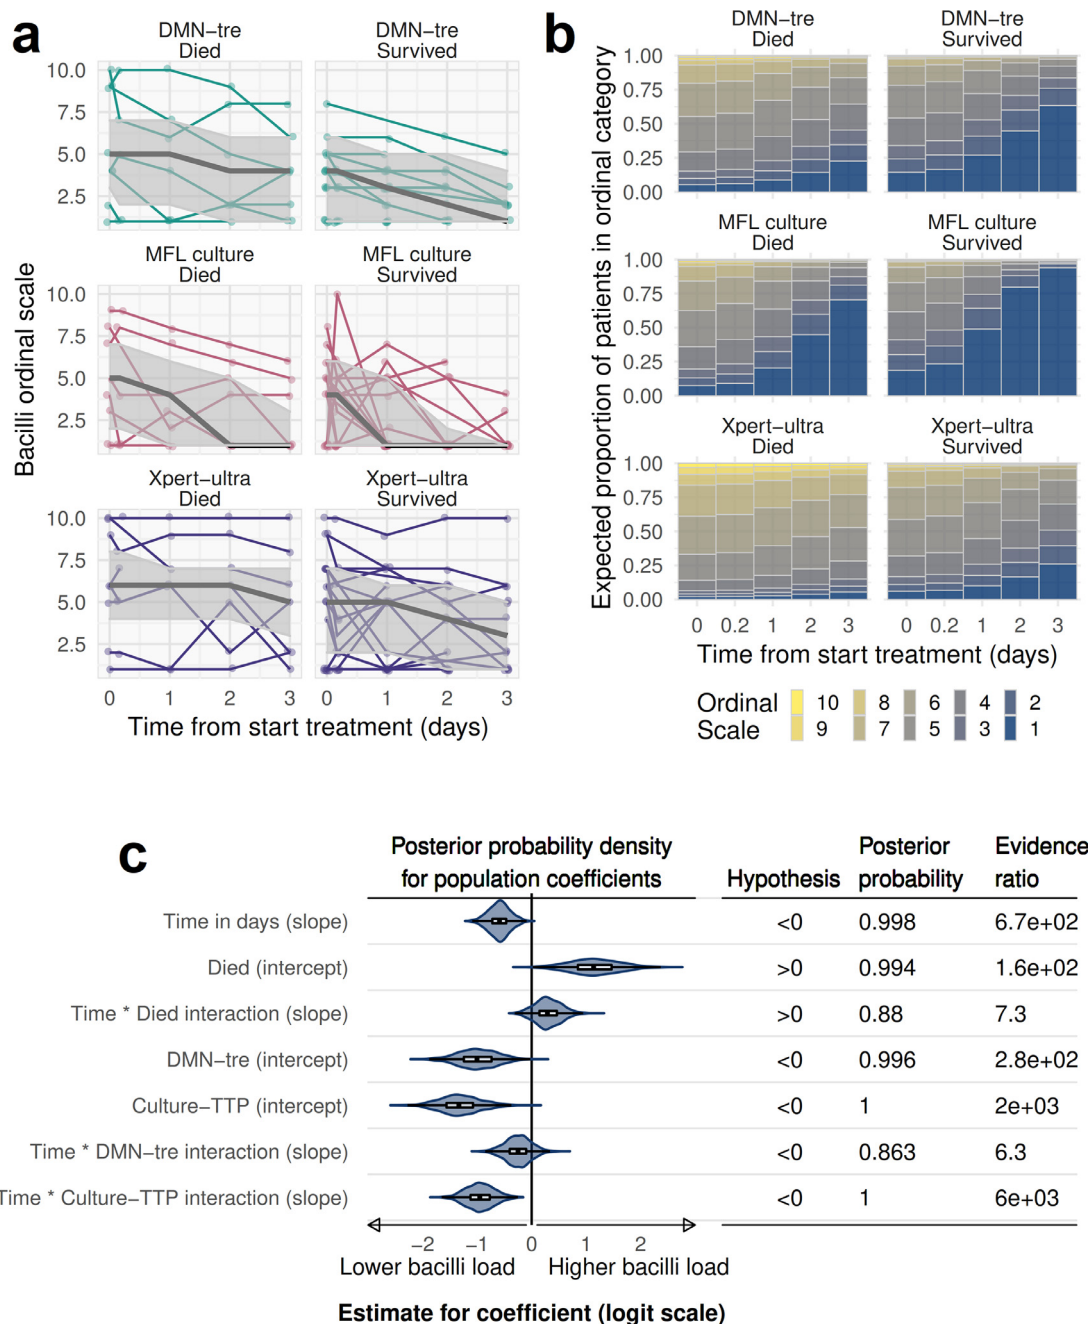 a
DMN-tre
Died
DMN-tre
Survived
10.0
7.5
5.0
2.5
MFL culture
Died
MFL culture
Survived
10.0
7.5
5.0
2.5
Xpert-ultra
Died
Xpert-ultra
Survived
10.0
7.5
5.0
2.5
0 1 2 3 0 1 2 3
Bacilli ordinal scale
Time from start treatment (days)
b
DMN-tre
Died
DMN-tre
Survived
1.00
0.75
0.50
0.25
0.00
MFL culture
Died
MFL culture
Survived
1.00
0.75
0.50
0.25
0.00
Xpert-ultra
Died
Xpert-ultra
Survived
1.00
0.75
0.50
0.25
0.00
0 0.2 1 2 3 0 0.2 1 2 3
Expected proportion of patients in ordinal category
Time from start treatment (days)
Ordinal 10 8 6 4 2
Scale 9 7 5 3 1
c
Posterior probability density
for population coefficients
Hypothesis
Posterior
probability
Evidence
ratio
Time in days (slope) <0 0.998 6.7e+02
Died (intercept) >0 0.994 1.6e+02
Time * Died interaction (slope) >0 0.88 7.3
DMN-tre (intercept) <0 0.996 2.8e+02
Culture-TTP (intercept) <0 1 2e+03
Time * DMN-tre interaction (slope) <0 0.863 6.3
Time * Culture-TTP interaction (slope) <0 1 6e+03
−2 −1 0 1 2
Lower bacilli load Higher bacilli load
Estimate for coefficient (logit scale)